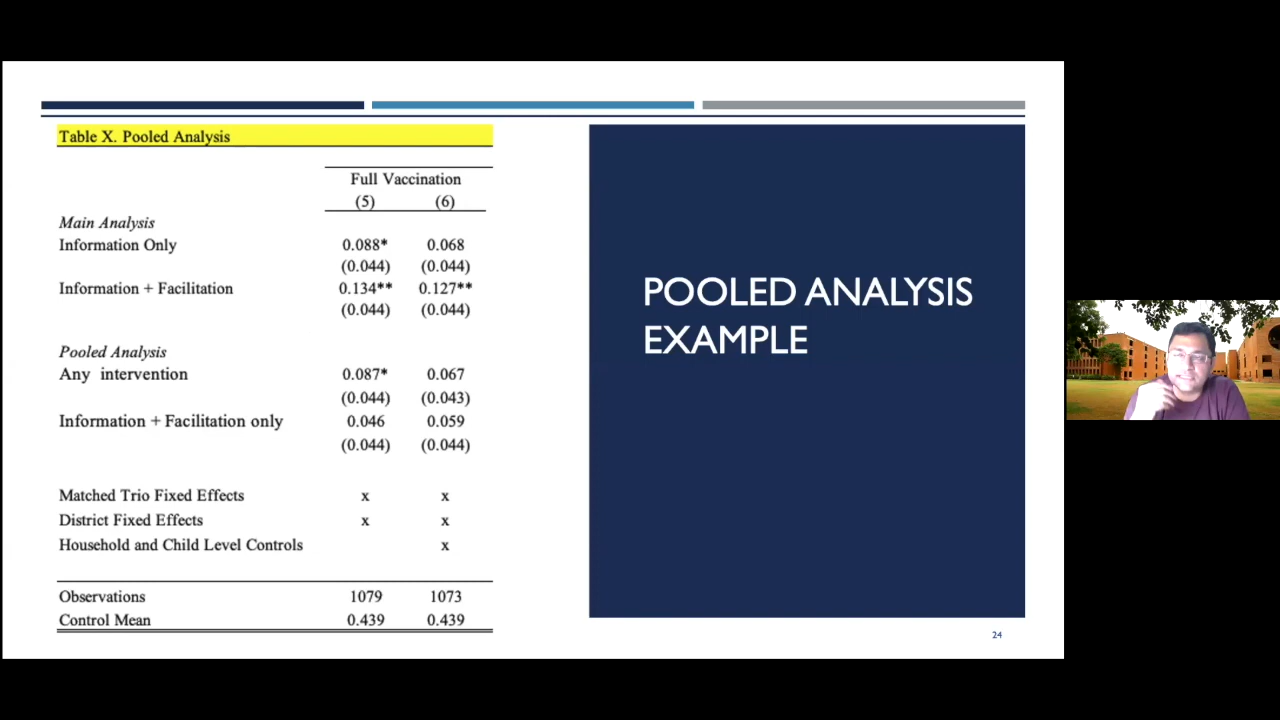 Table X. Pooled Analysis
Full Vaccination
(5) (6)
Main Analysis
Information Only 0.088* 0.068
(0.044) (0.044)
Information + Facilitation 0.134** 0.127**
(0.044) (0.044)
Pooled Analysis
Any intervention 0.087* 0.067
(0.044) (0.043)
Information + Facilitation only 0.046 0.059
(0.044) (0.044)
Matched Trio Fixed Effects x x
District Fixed Effects x x
Household and Child Level Controls x
Observations 1079 1073
Control Mean 0.439 0.439
POOLED ANALYSIS
EXAMPLE
24